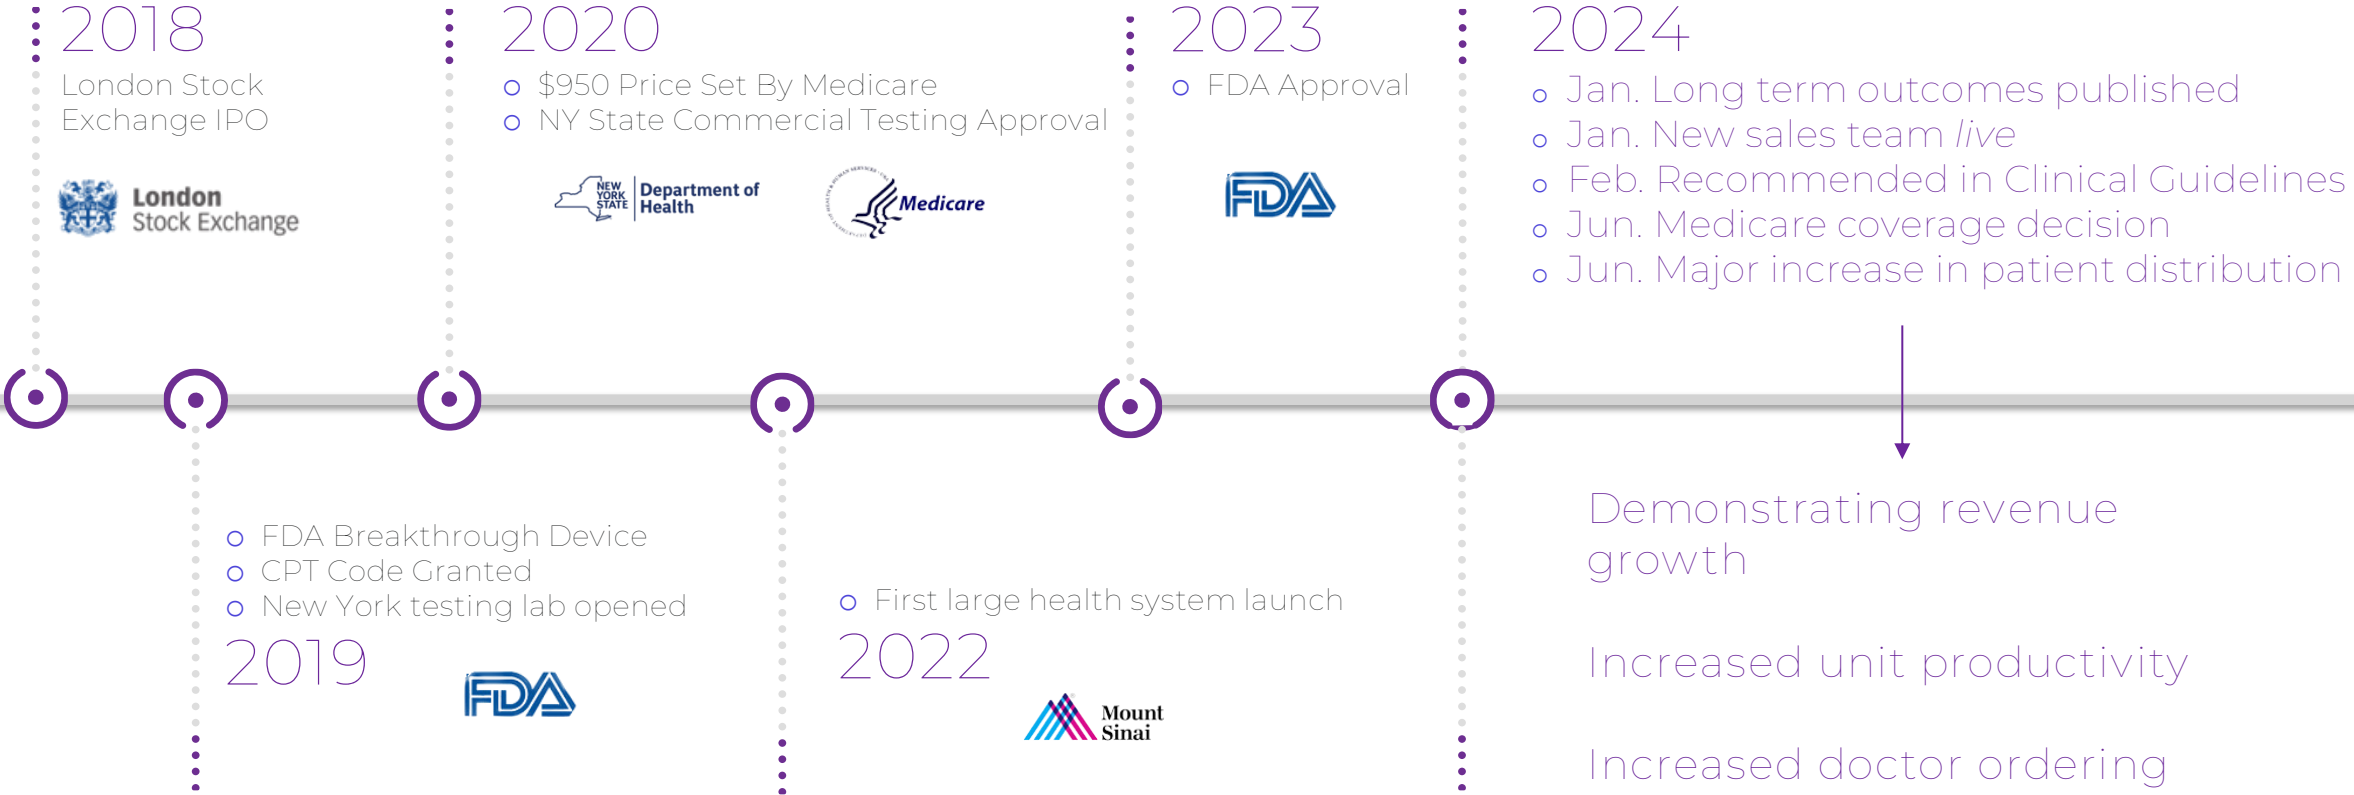 2018
London Stock
Exchange IPO
London
Stock Exchange
2020
$950 Price Set By Medicare
NY State Commercial Testing Approval
NEW
YORK
STATE
Department of
Health
Medicare
2023
FDA Approval
FDA
2024
Jan. Long term outcomes published
Jan. New sales team live
Feb. Recommended in Clinical Guidelines
Jun. Medicare coverage decision
Jun. Major increase in patient distribution
FDA Breakthrough Device
CPT Code Granted
New York testing lab opened
2019
FDA
First large health system launch
2022
Mount
Sinai
Demonstrating revenue
growth
Increased unit productivity
Increased doctor ordering